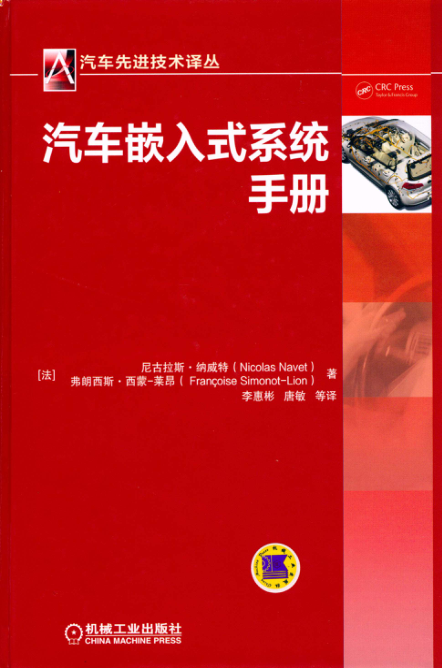 汽车先进技术译丛
CRC Press
Taylor & Francis Group
汽车嵌入式系统
手册
[法]
尼古拉斯·纳威特(Nicolas Navet)
弗朗西斯·西蒙-莱昂( Françoise Simonot-Lion)
著
李惠彬 唐敏 等译
机械工业出版社
CHINA MACHINE PRESS